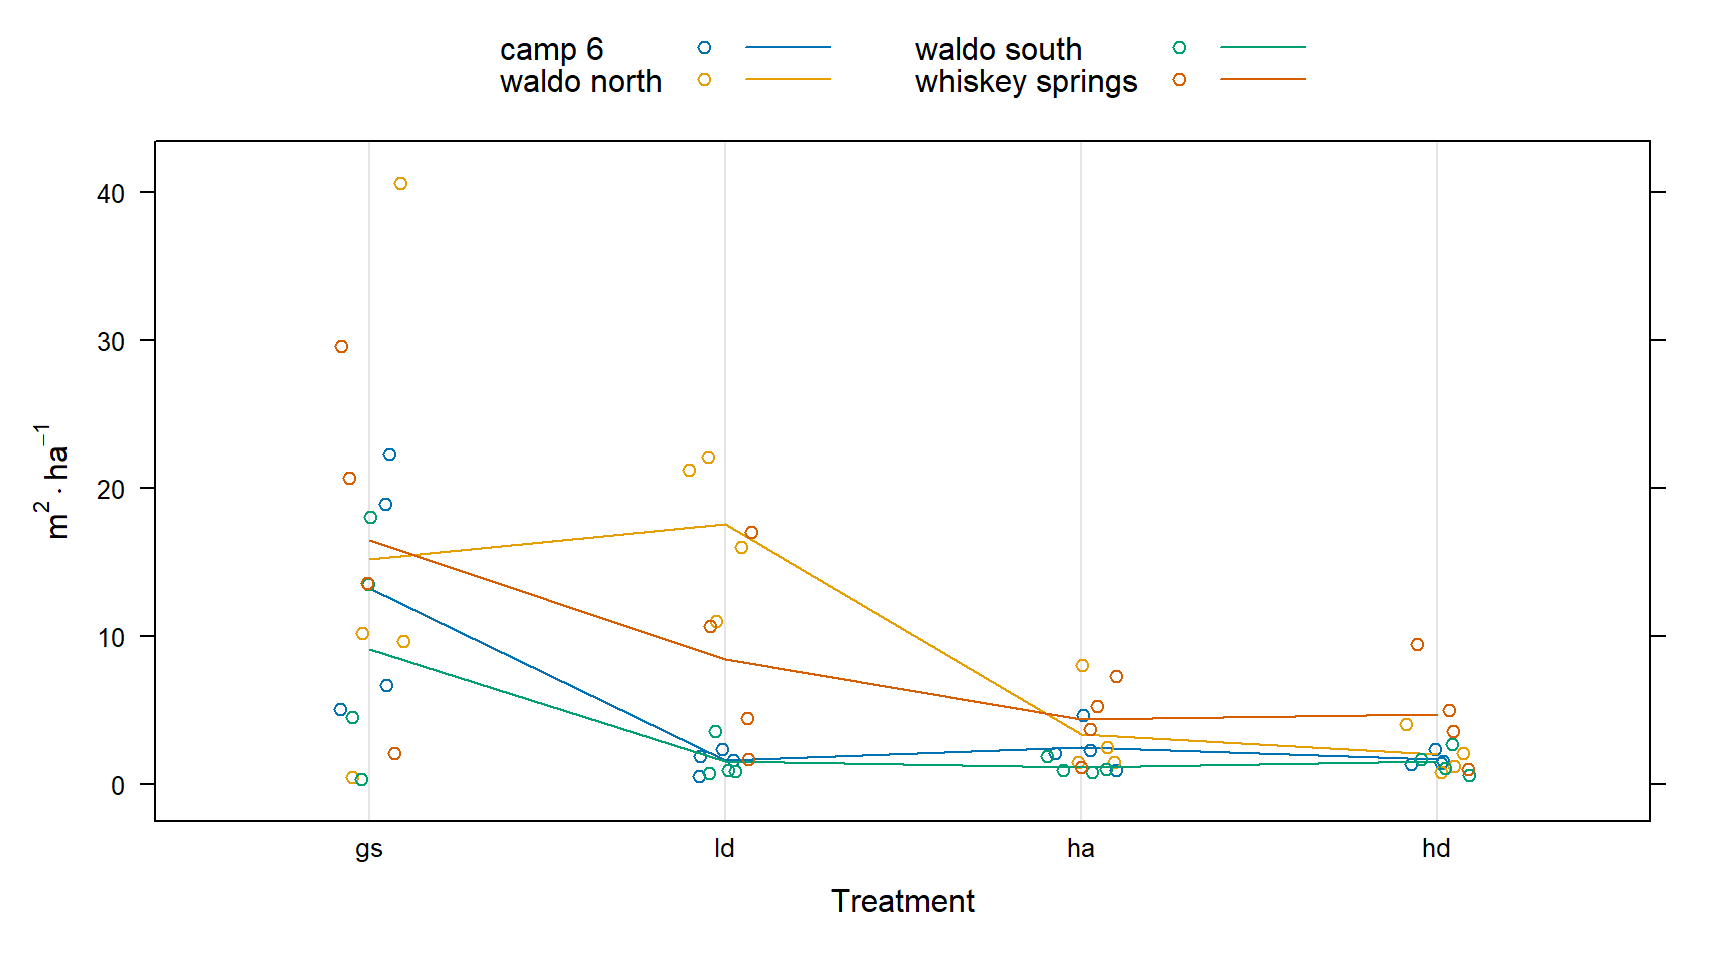 camp 6 waldo south
waldo north whiskey springs
40
30
20
10
0
m² · ha⁻¹
gs ld ha hd
Treatment